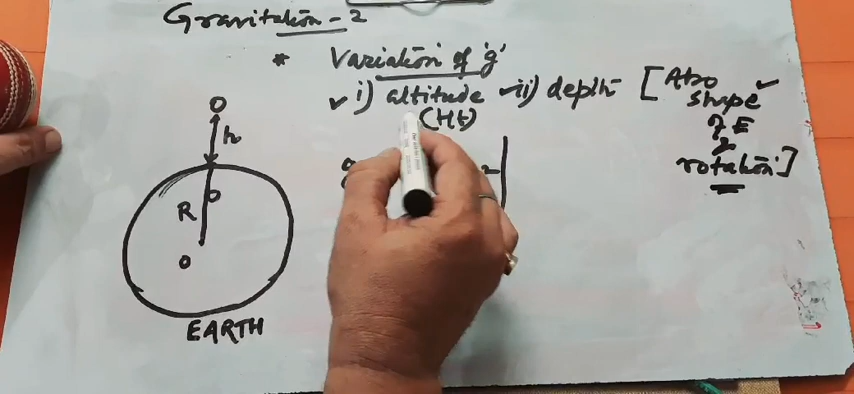 Gravitation - 2
* Variation of 'g'
✓ i) altitude ✓ ii) depth [Also
(Ht) shape ✓
of E
&
rotation]
h
R
O
EARTH